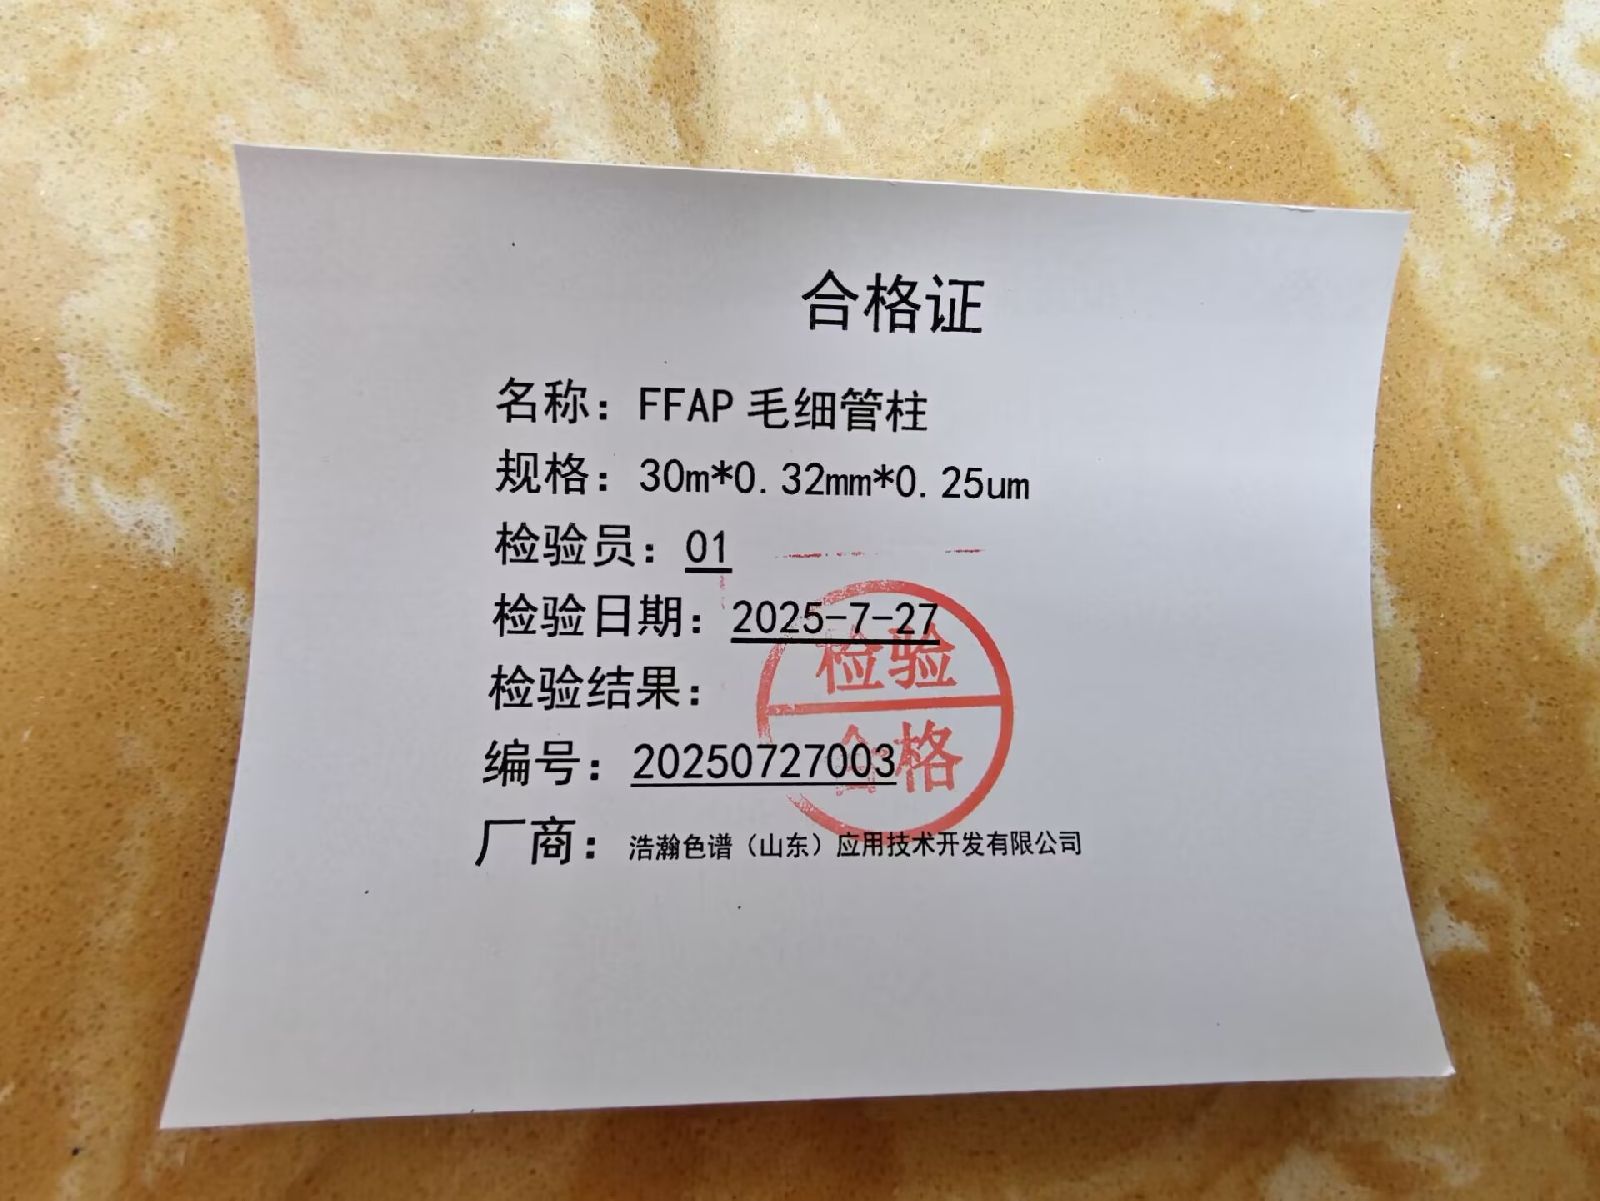 合格证
名称：FFAP 毛细管柱
规格：30m*0.32mm*0.25um
检验员：01
检验日期：2025-7-27
检验
检验结果：
合格
编号：20250727003
厂商：浩瀚色谱（山东）应用技术开发有限公司